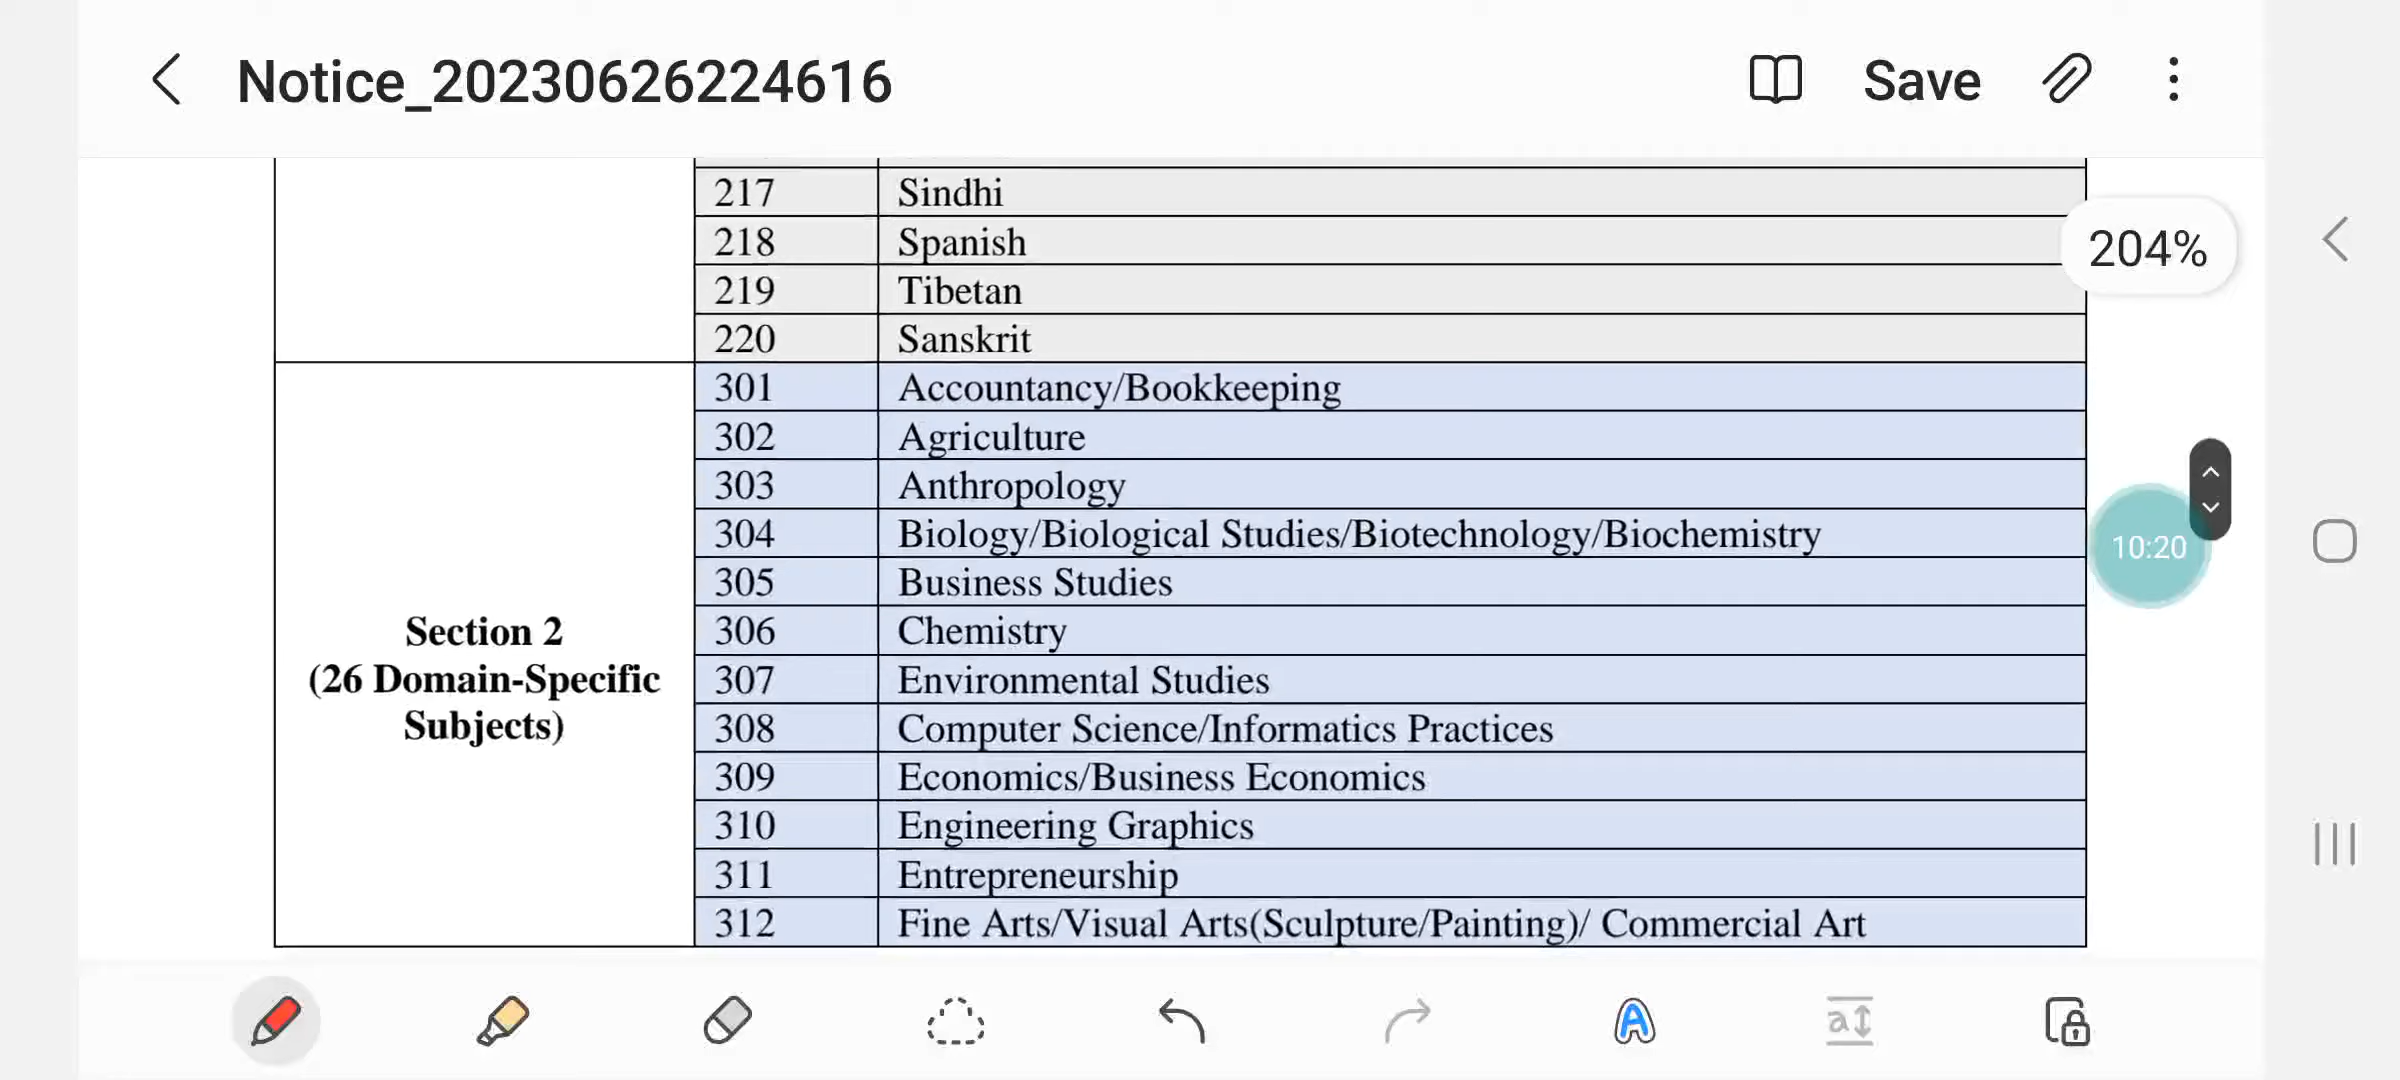 Notice_20230626224616
Save
217 Sindhi
218 Spanish
204%
219 Tibetan
220 Sanskrit
301 Accountancy/Bookkeeping
302 Agriculture
303 Anthropology
304 Biology/Biological Studies/Biotechnology/Biochemistry
10:20
305 Business Studies
Section 2
(26 Domain-Specific
Subjects)
306 Chemistry
307 Environmental Studies
308 Computer Science/Informatics Practices
309 Economics/Business Economics
310 Engineering Graphics
311 Entrepreneurship
312 Fine Arts/Visual Arts(Sculpture/Painting)/ Commercial Art
A
a